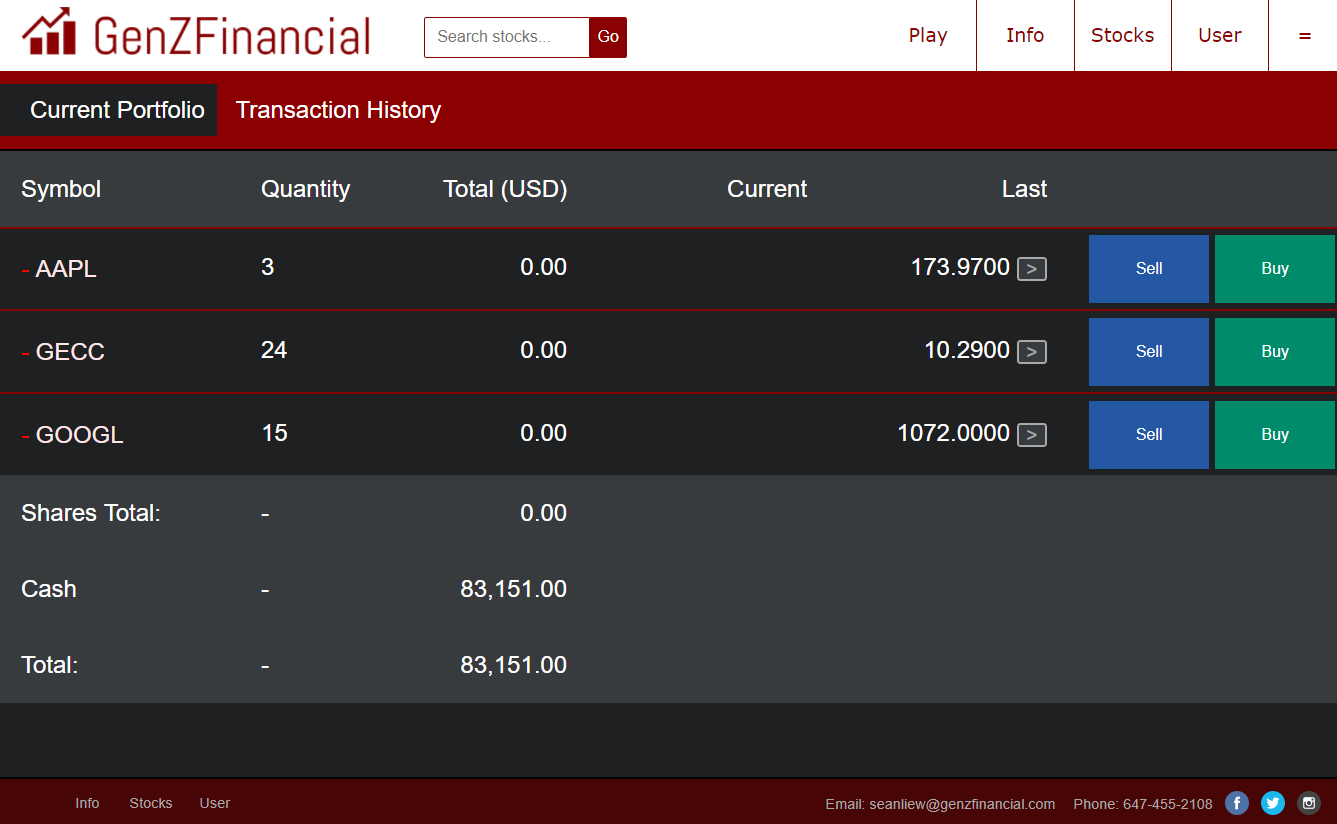 GenZFinancial Search stocks... Go Play Info Stocks User =
Current Portfolio Transaction History
Symbol Quantity Total (USD) Current Last
- AAPL 3 0.00 173.9700 > Sell Buy
- GECC 24 0.00 10.2900 > Sell Buy
- GOOGL 15 0.00 1072.0000 > Sell Buy
Shares Total: - 0.00
Cash - 83,151.00
Total: - 83,151.00
Info Stocks User Email: seanliew@genzfinancial.com Phone: 647-455-2108